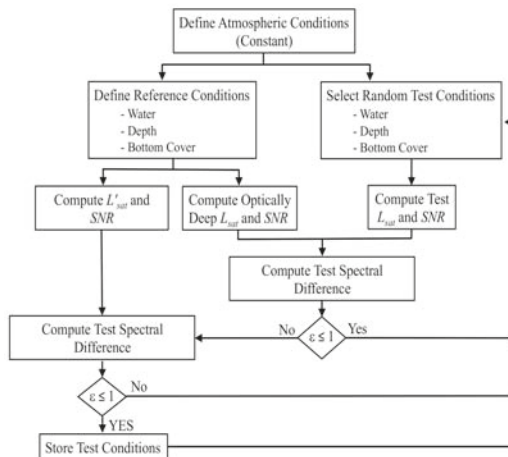 Define Atmospheric Conditions
(Constant)
Define Reference Conditions
- Water
- Depth
- Bottom Cover
Select Random Test Conditions
- Water
- Depth
- Bottom Cover
Compute L'sat and
SNR
Compute Optically
Deep Lsat and SNR
Compute Test
Lsat and SNR
Compute Test Spectral
Difference
Compute Test Spectral
Difference
No
ε ≤ 1
Yes
ε ≤ 1
No
YES
Store Test Conditions